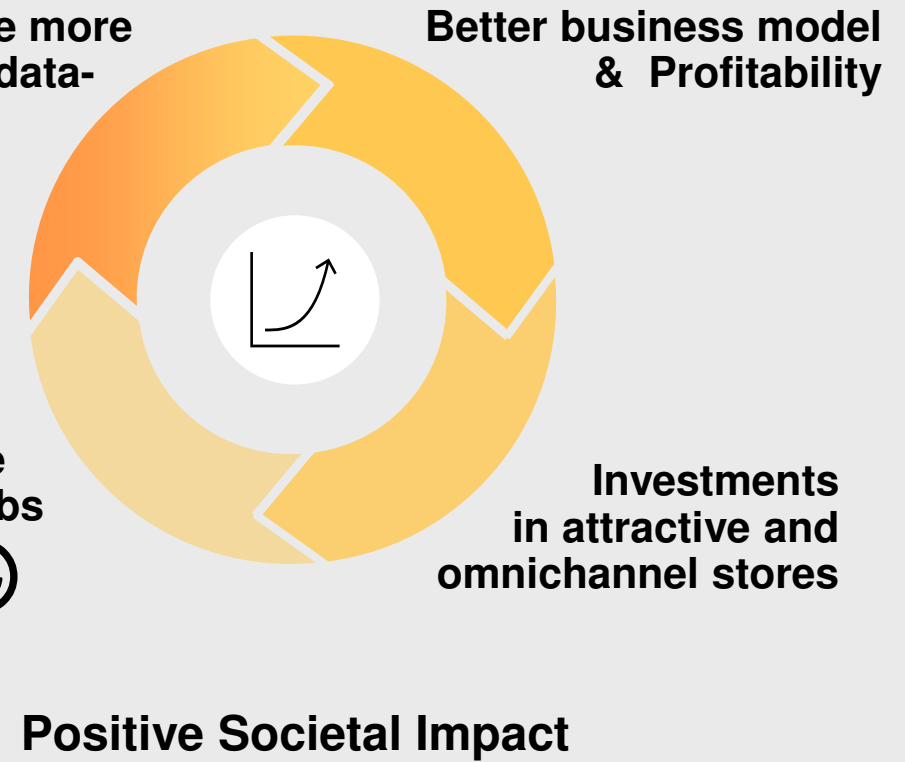 e more
data-
Better business model
& Profitability
e
bs
Investments
in attractive and
omnichannel stores
Positive Societal Impact